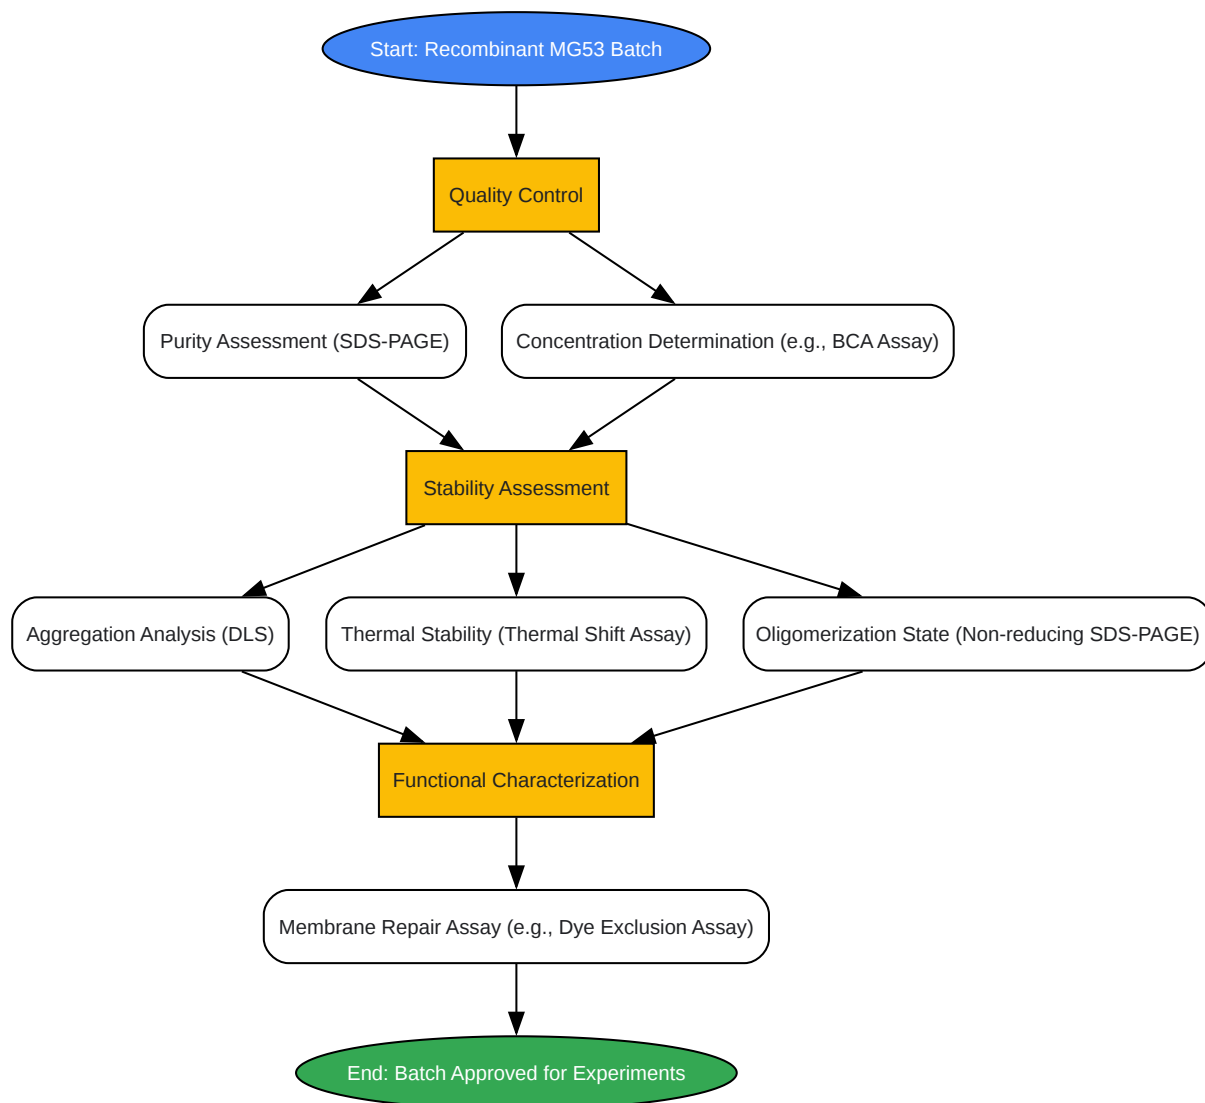 Start: Recombinant MG53 Batch
Quality Control
Purity Assessment (SDS-PAGE)
Concentration Determination (e.g., BCA Assay)
Stability Assessment
Aggregation Analysis (DLS)
Thermal Stability (Thermal Shift Assay)
Oligomerization State (Non-reducing SDS-PAGE)
Functional Characterization
Membrane Repair Assay (e.g., Dye Exclusion Assay)
End: Batch Approved for Experiments